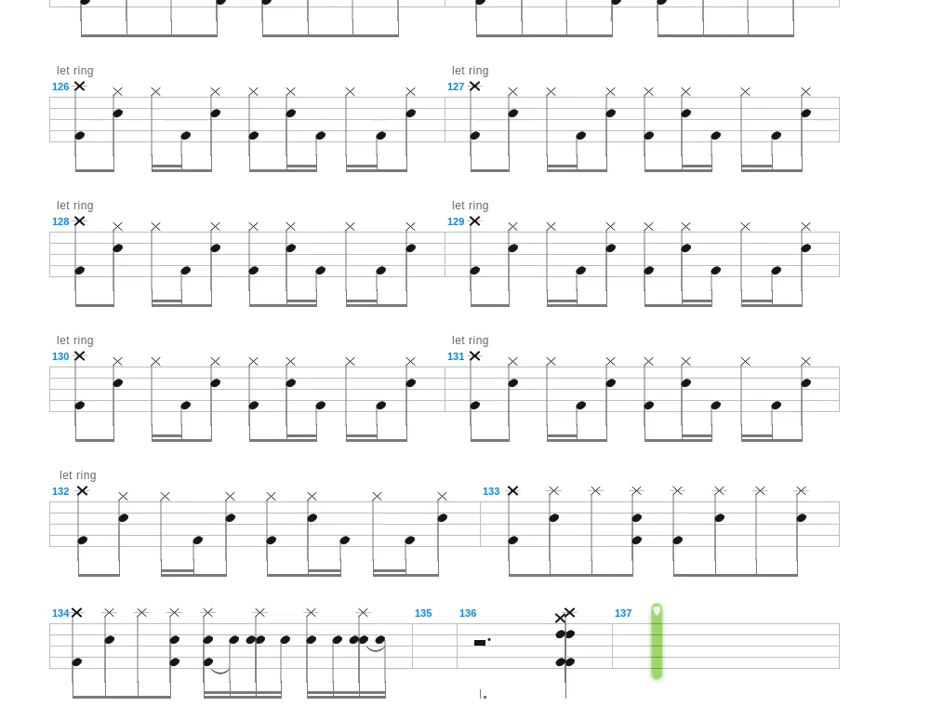 let ring let ring
126 127
let ring let ring
128 129
let ring let ring
130 131
let ring
132 133
134 135 136 137